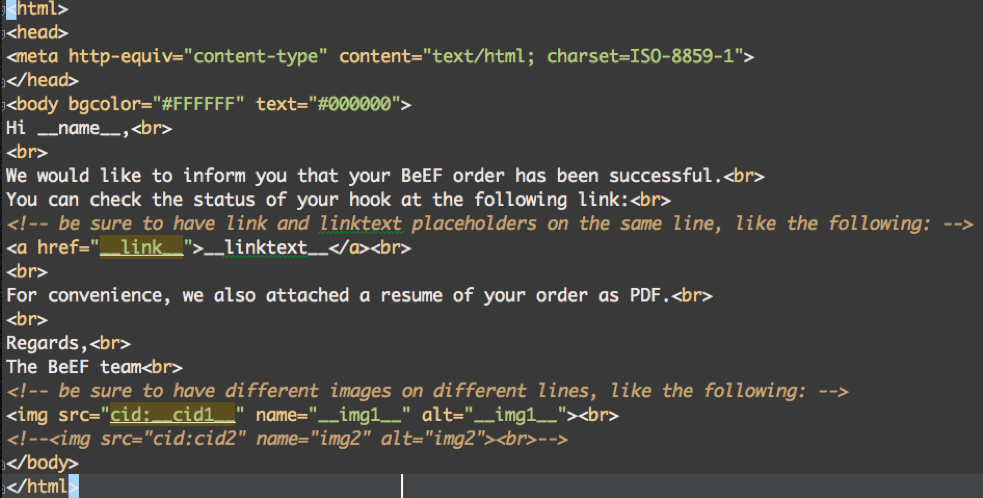 <html>
<head>
<meta http-equiv="content-type" content="text/html; charset=ISO-8859-1">
</head>
<body bgcolor="#FFFFFF" text="#000000">
Hi __name__,<br>
<br>
We would like to inform you that your BeEF order has been successful.<br>
You can check the status of your hook at the following link:<br>
<!-- be sure to have link and linktext placeholders on the same line, like the following: -->
<a href="__link__">__linktext__</a><br>
<br>
For convenience, we also attached a resume of your order as PDF.<br>
<br>
Regards,<br>
The BeEF team<br>
<!-- be sure to have different images on different lines, like the following: -->
<img src="cid:__cid1__" name="__img1__" alt="__img1__"><br>
<!--<img src="cid:cid2" name="img2" alt="img2"><br>-->
</body>
</html>